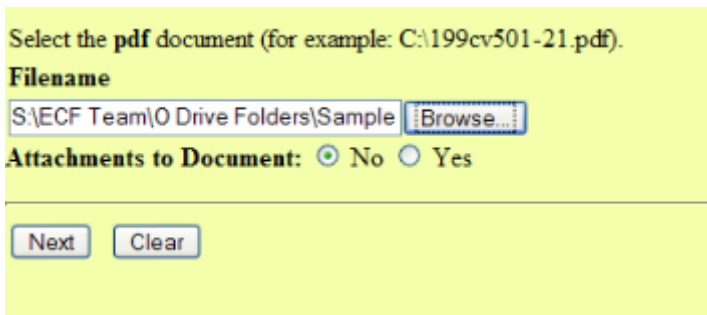 Select the pdf document (for example: C:\199cv501-21.pdf).
Filename
S:\ECF Team\O Drive Folders\Sample Browse...
Attachments to Document: No Yes
Next Clear